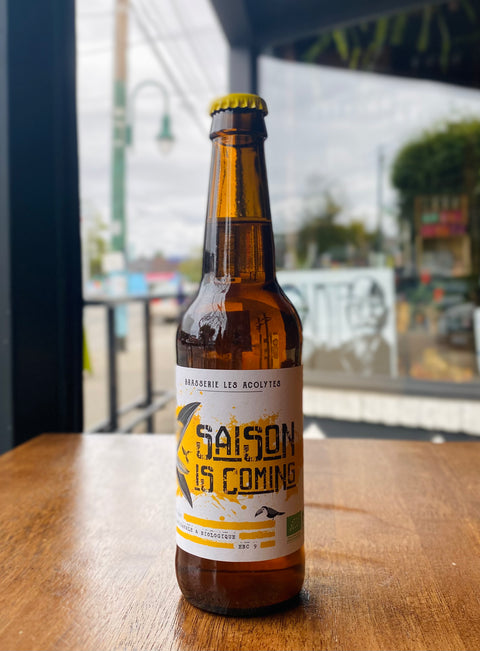 BRASSERIE LES ACOLYTES
SAISON
IS COMING
& BIOLOGIQUE
EBC 9